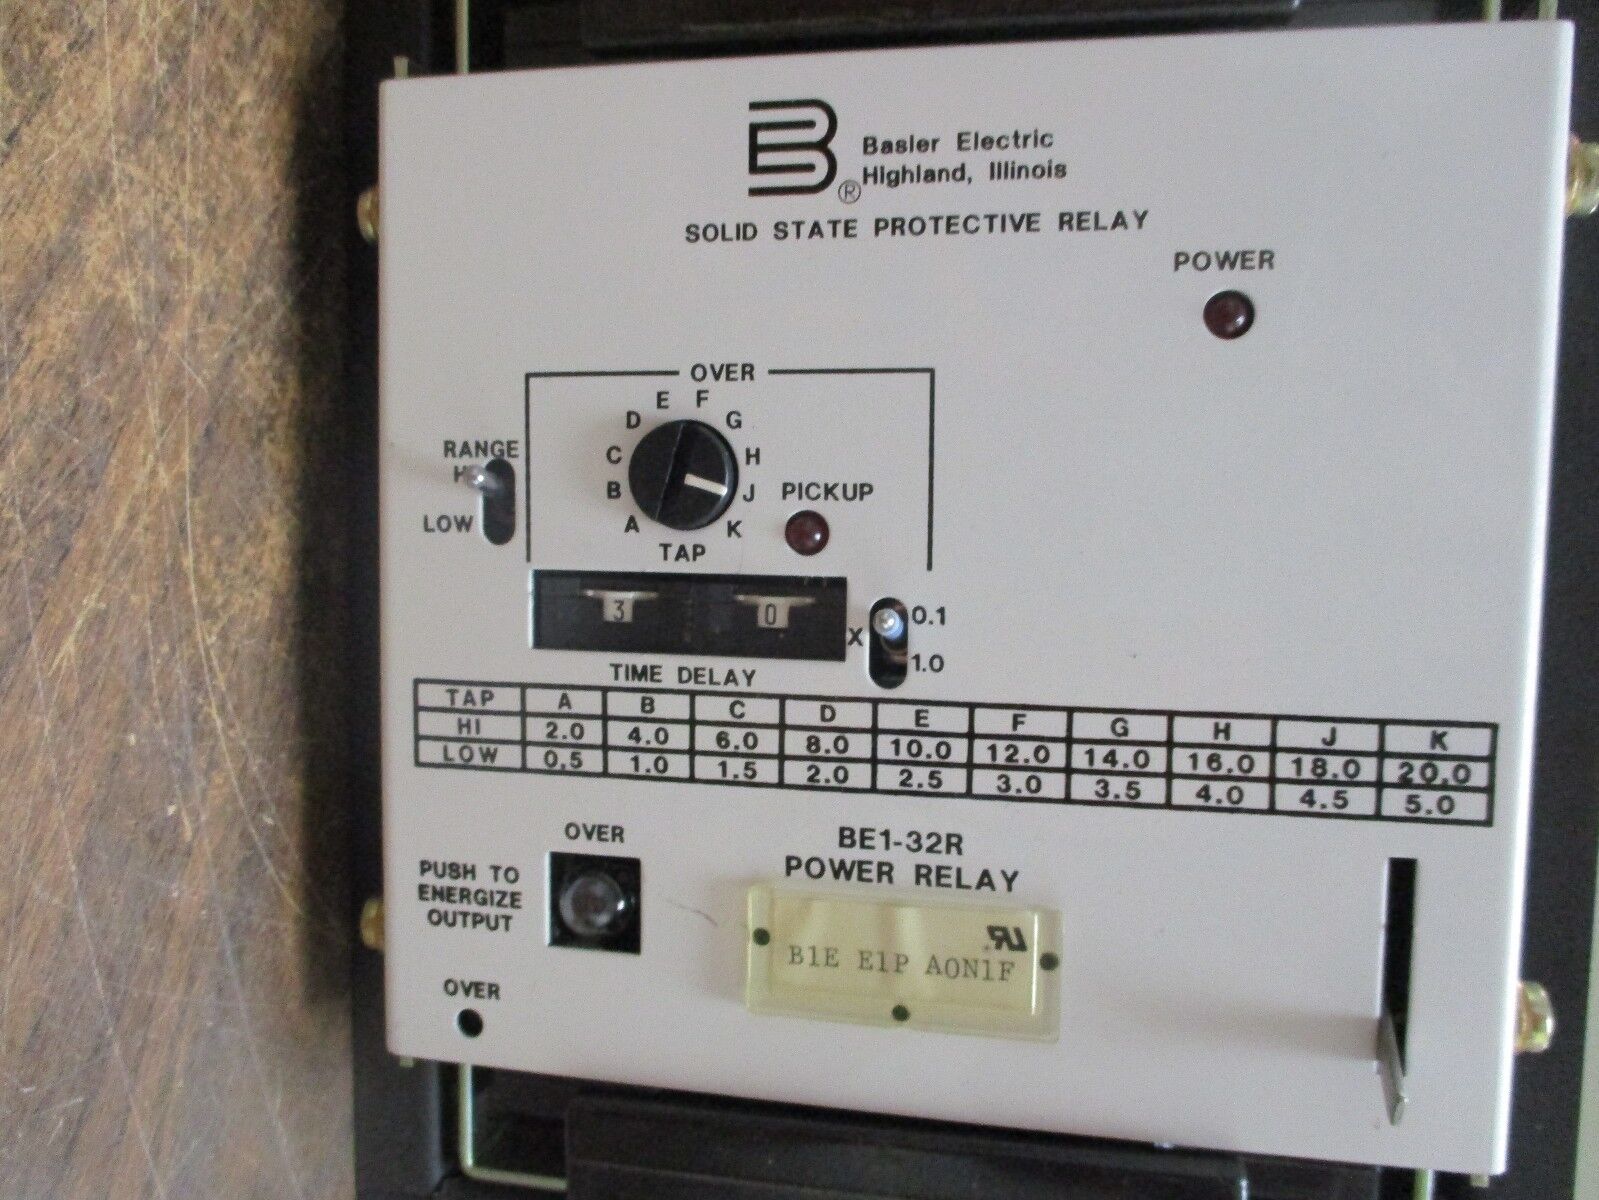 B®
Basler Electric
Highland, Illinois
SOLID STATE PROTECTIVE RELAY
POWER
OVER
A B C D E F G H J K
TAP
RANGE
LOW
PICKUP
3 0
X 0.1
1.0
TIME DELAY
TAP A B C D E F G H J K
HI 2.0 4.0 6.0 8.0 10.0 12.0 14.0 16.0 18.0 20.0
LOW 0.5 1.0 1.5 2.0 2.5 3.0 3.5 4.0 4.5 5.0
OVER
PUSH TO
ENERGIZE
OUTPUT
OVER
BE1-32R
POWER RELAY
B1E E1P A0N1F